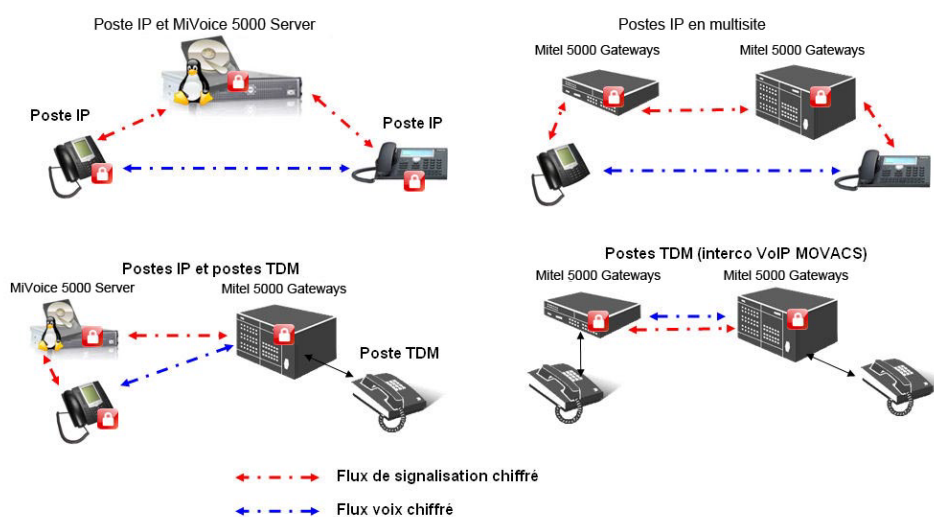 Poste IP et MiVoice 5000 Server
Poste IP
Poste IP
Postes IP en multisite
Mitel 5000 Gateways
Mitel 5000 Gateways
Postes IP et postes TDM
MiVoice 5000 Server
Mitel 5000 Gateways
Poste TDM
Postes TDM (interco VoIP MOVACS)
Mitel 5000 Gateways
Mitel 5000 Gateways
Flux de signalisation chiffré
Flux voix chiffré